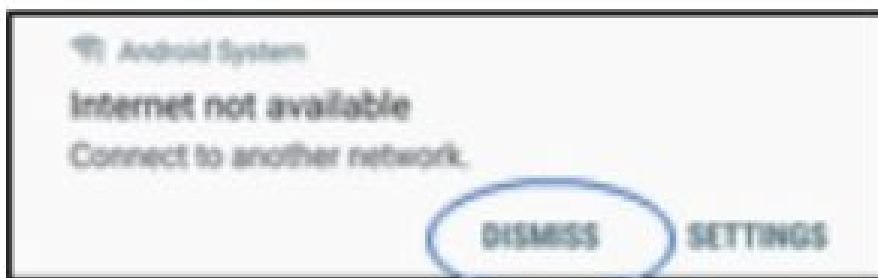 Android System
Internet not available
Connect to another network.
DISMISS SETTINGS